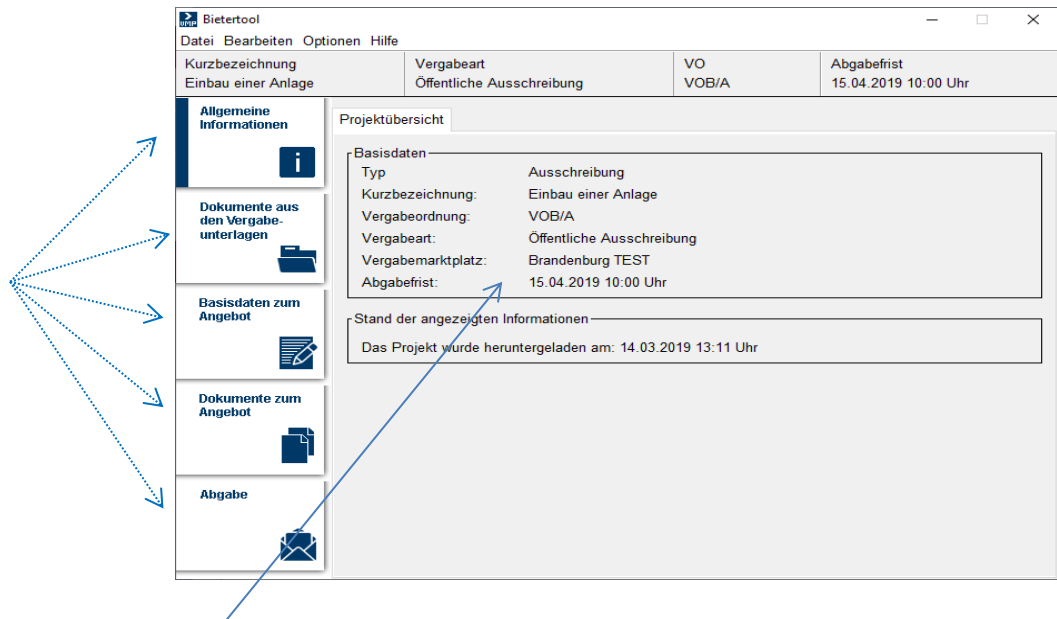 VMP Bietertool
Datei Bearbeiten Optionen Hilfe
Kurzbezeichnung Vergabeart VO Abgabefrist
Einbau einer Anlage Öffentliche Ausschreibung VOB/A 15.04.2019 10:00 Uhr
Allgemeine
Informationen
i
Dokumente aus
den Vergabe-
unterlagen
Basisdaten zum
Angebot
Dokumente zum
Angebot
Abgabe
Projektübersicht
Basisdaten
Typ Ausschreibung
Kurzbezeichnung: Einbau einer Anlage
Vergabeordnung: VOB/A
Vergabeart: Öffentliche Ausschreibung
Vergabemarktplatz: Brandenburg TEST
Abgabefrist: 15.04.2019 10:00 Uhr
Stand der angezeigten Informationen
Das Projekt wurde heruntergeladen am: 14.03.2019 13:11 Uhr